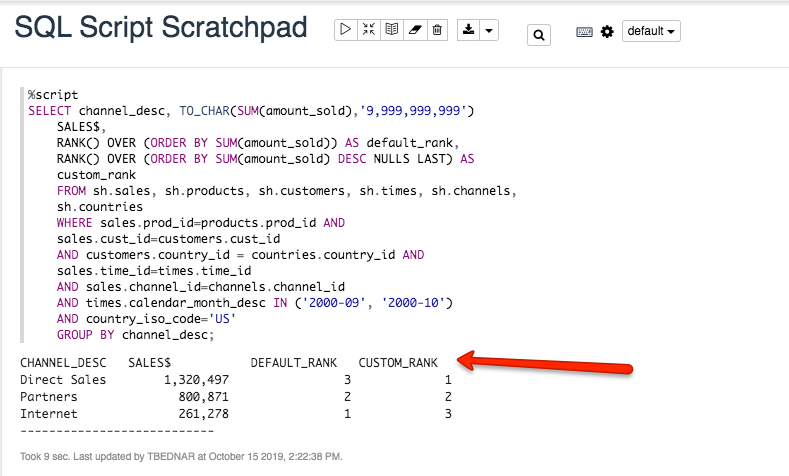 SQL Script Scratchpad
default
%script
SELECT channel_desc, TO_CHAR(SUM(amount_sold),'9,999,999,999')
SALES$,
RANK() OVER (ORDER BY SUM(amount_sold)) AS default_rank,
RANK() OVER (ORDER BY SUM(amount_sold) DESC NULLS LAST) AS
custom_rank
FROM sh.sales, sh.products, sh.customers, sh.times, sh.channels,
sh.countries
WHERE sales.prod_id=products.prod_id AND
sales.cust_id=customers.cust_id
AND customers.country_id = countries.country_id AND
sales.time_id=times.time_id
AND sales.channel_id=channels.channel_id
AND times.calendar_month_desc IN ('2000-09', '2000-10')
AND country_iso_code='US'
GROUP BY channel_desc;
CHANNEL_DESC SALES$ DEFAULT_RANK CUSTOM_RANK
Direct Sales 1,320,497 3 1
Partners 800,871 2 2
Internet 261,278 1 3
---------------------------
Took 9 sec. Last updated by TBEDNAR at October 15 2019, 2:22:38 PM.